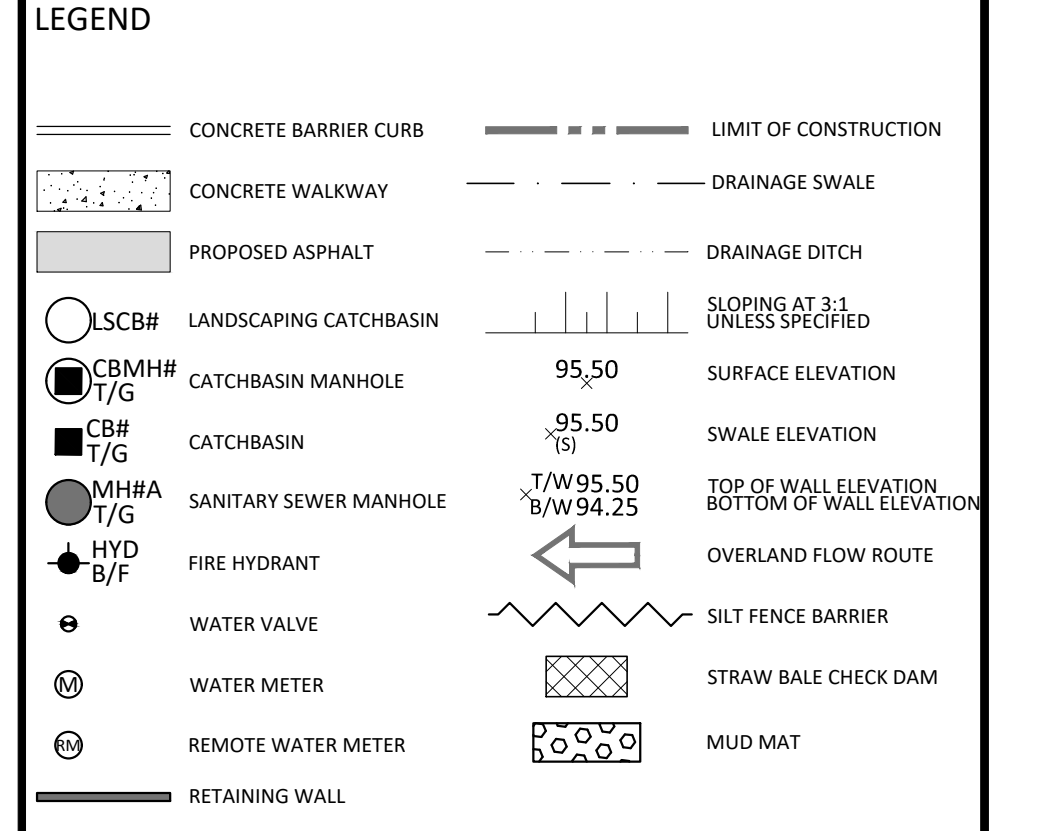 LEGEND
CONCRETE BARRIER CURB
CONCRETE WALKWAY
PROPOSED ASPHALT
LSCB# LANDSCAPING CATCHBASIN
CBMH#
T/G
CATCHBASIN MANHOLE
CB#
T/G
CATCHBASIN
MH#A
T/G
SANITARY SEWER MANHOLE
HYD
B/F
FIRE HYDRANT
WATER VALVE
M WATER METER
RM REMOTE WATER METER
RETAINING WALL
LIMIT OF CONSTRUCTION
DRAINAGE SWALE
DRAINAGE DITCH
SLOPING AT 3:1
UNLESS SPECIFIED
95.50 SURFACE ELEVATION
95.50
(S)
SWALE ELEVATION
T/W 95.50
B/W 94.25
TOP OF WALL ELEVATION
BOTTOM OF WALL ELEVATION
OVERLAND FLOW ROUTE
SILT FENCE BARRIER
STRAW BALE CHECK DAM
MUD MAT